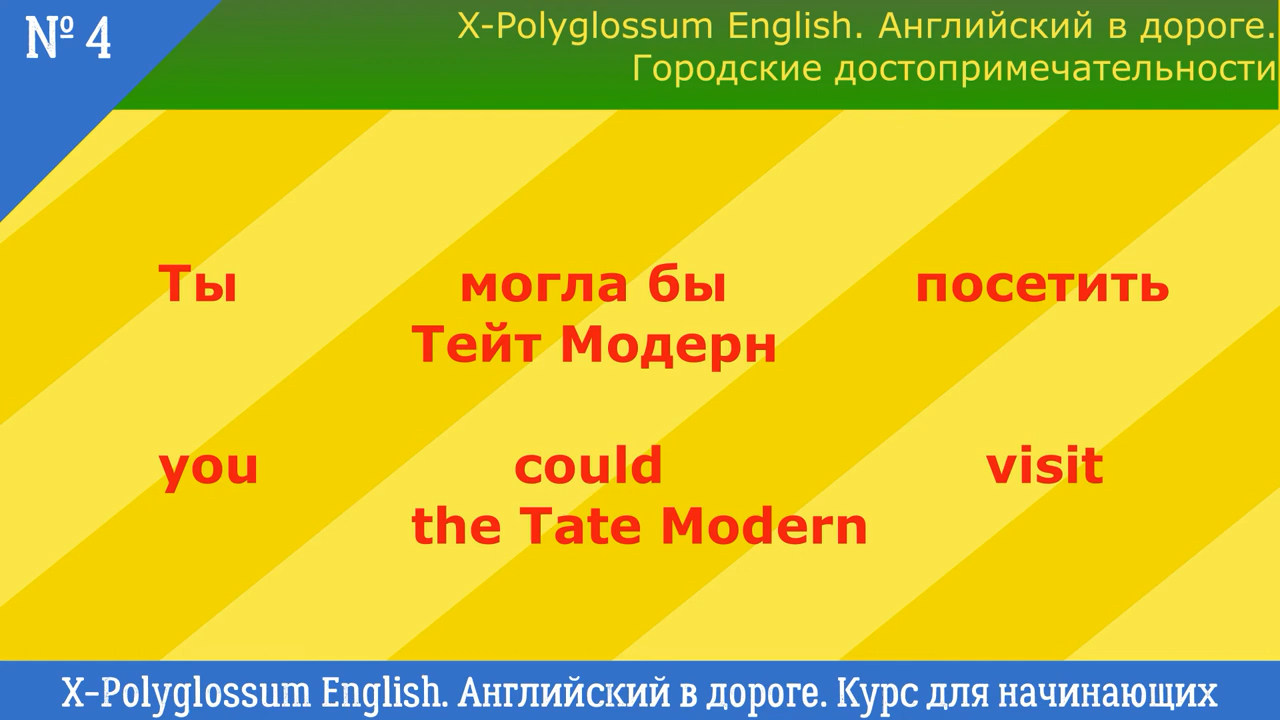 № 4
X-Polyglossum English. Английский в дороге.
Городские достопримечательности
Ты могла бы посетить
Тейт Модерн
you could visit
the Tate Modern
X-Polyglossum English. Английский в дороге. Курс для начинающих